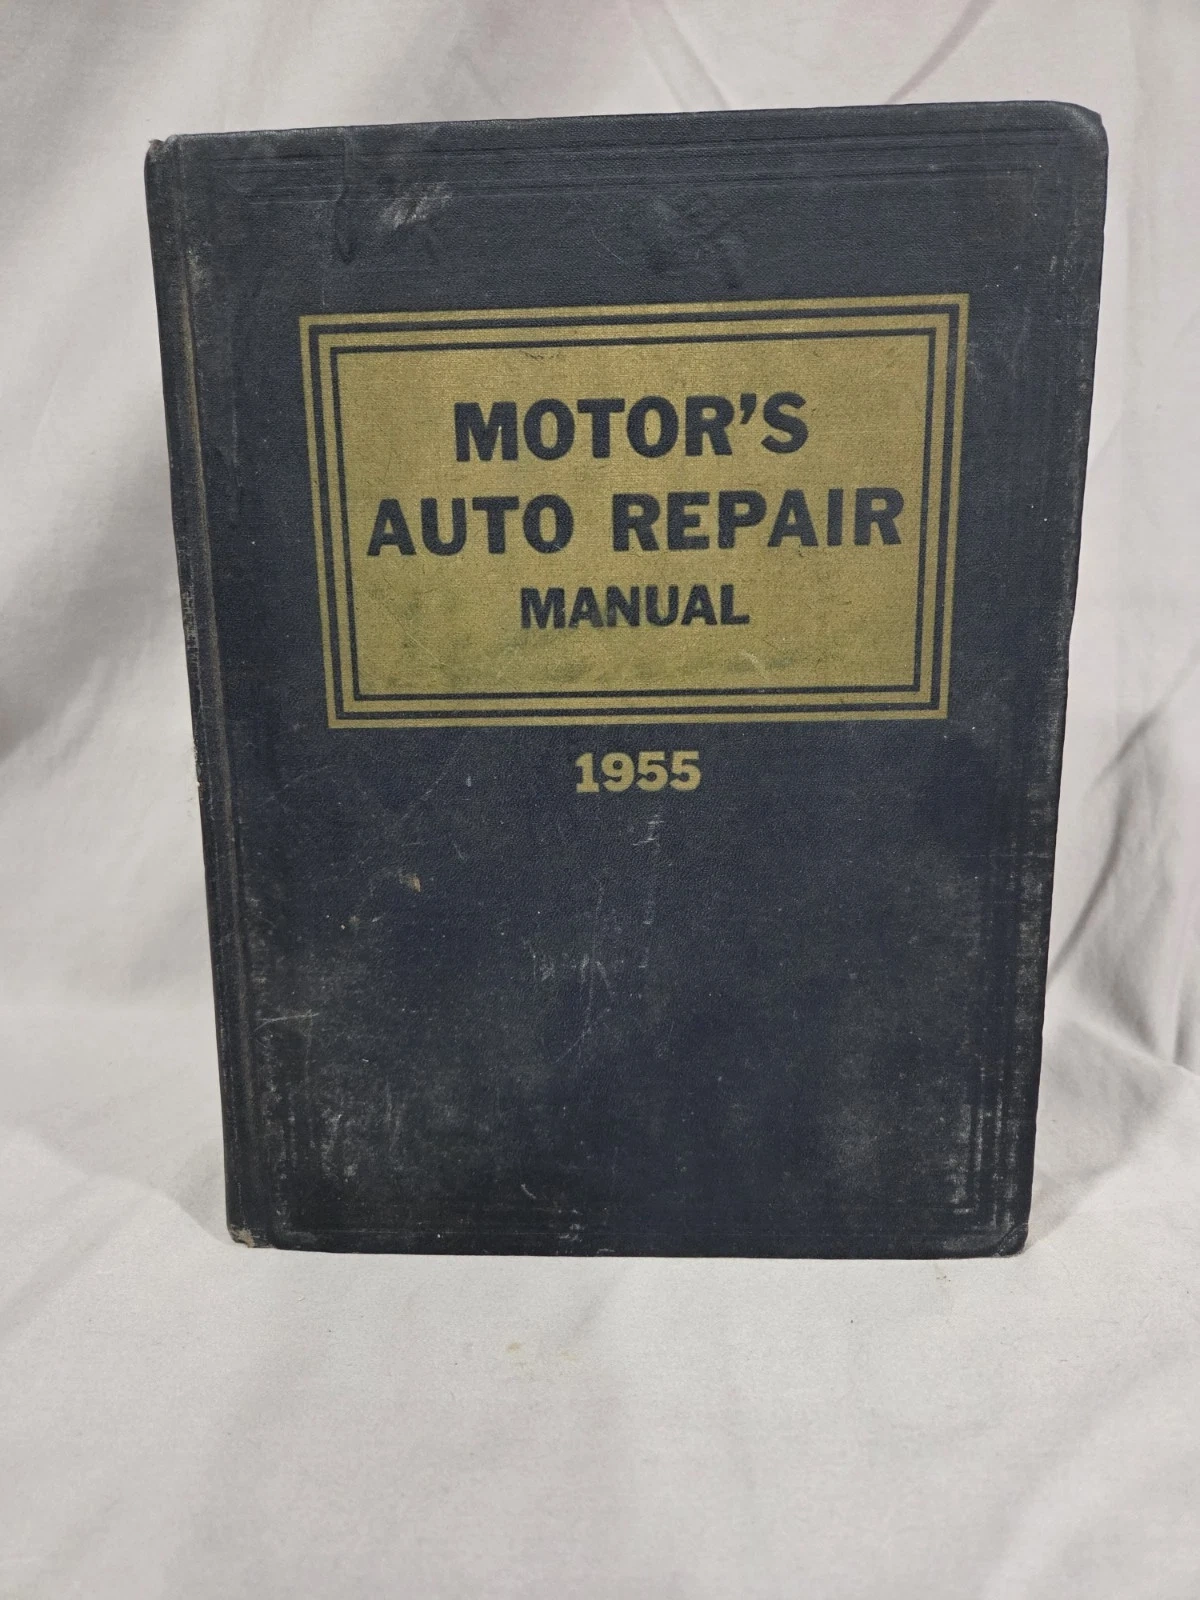 MOTOR'S
AUTO REPAIR
MANUAL
1955